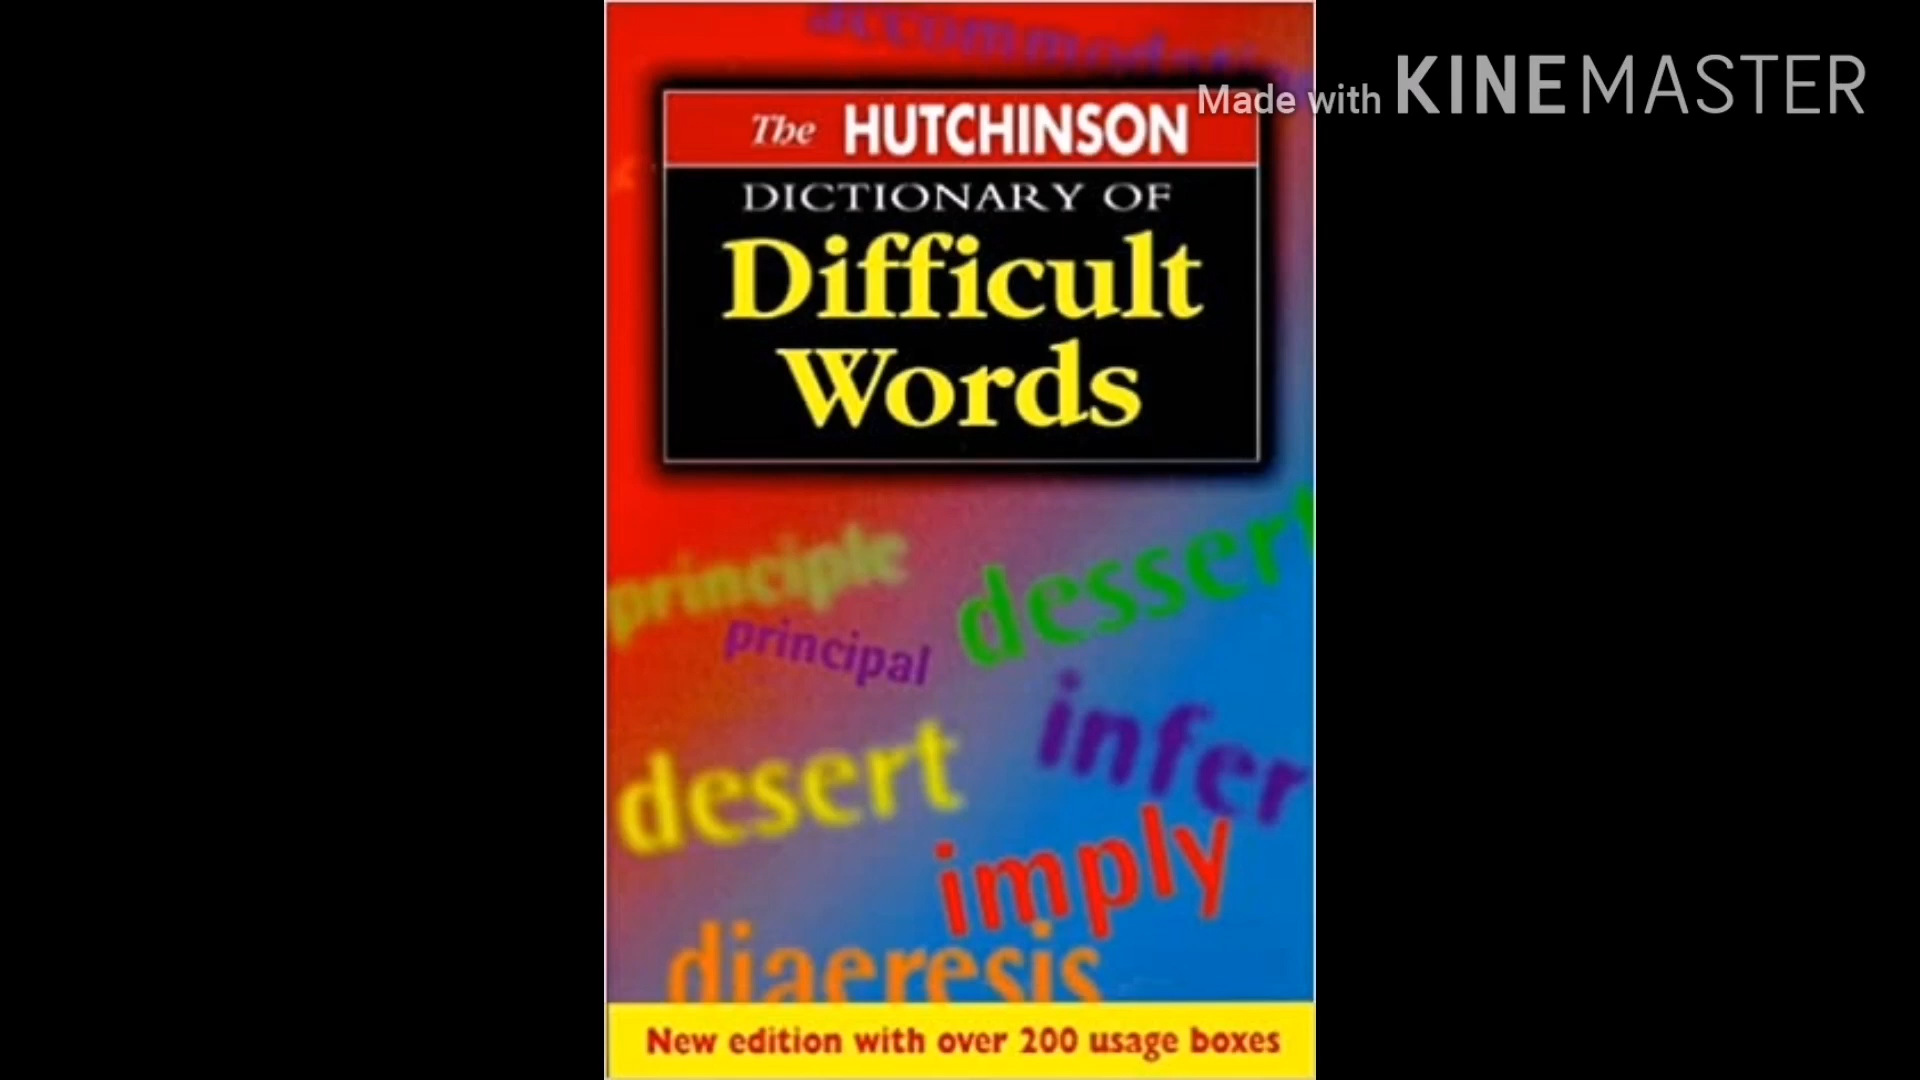 accommodation
Made with KINEMASTER
The HUTCHINSON
DICTIONARY OF
Difficult
Words
principle
dessert
principal
infer
desert
imply
diaeresis
New edition with over 200 usage boxes